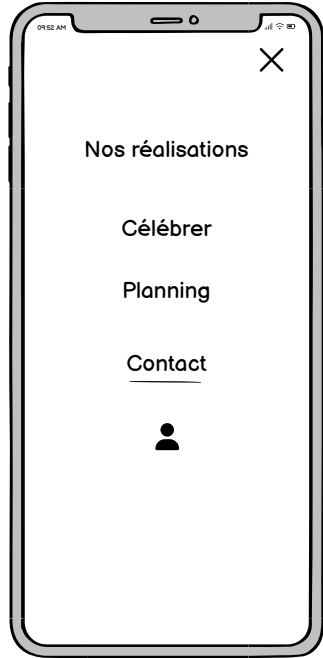 09:52 AM
Nos réalisations
Célébrer
Planning
Contact